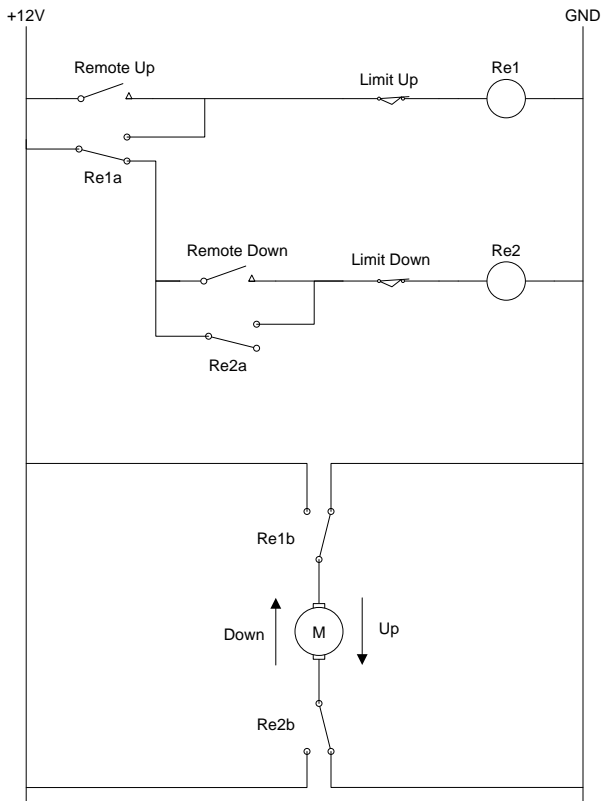 +12V
GND
Remote Up
Limit Up
Re1
Re1a
Remote Down
Limit Down
Re2
Re2a
Re1b
Down
M
Up
Re2b